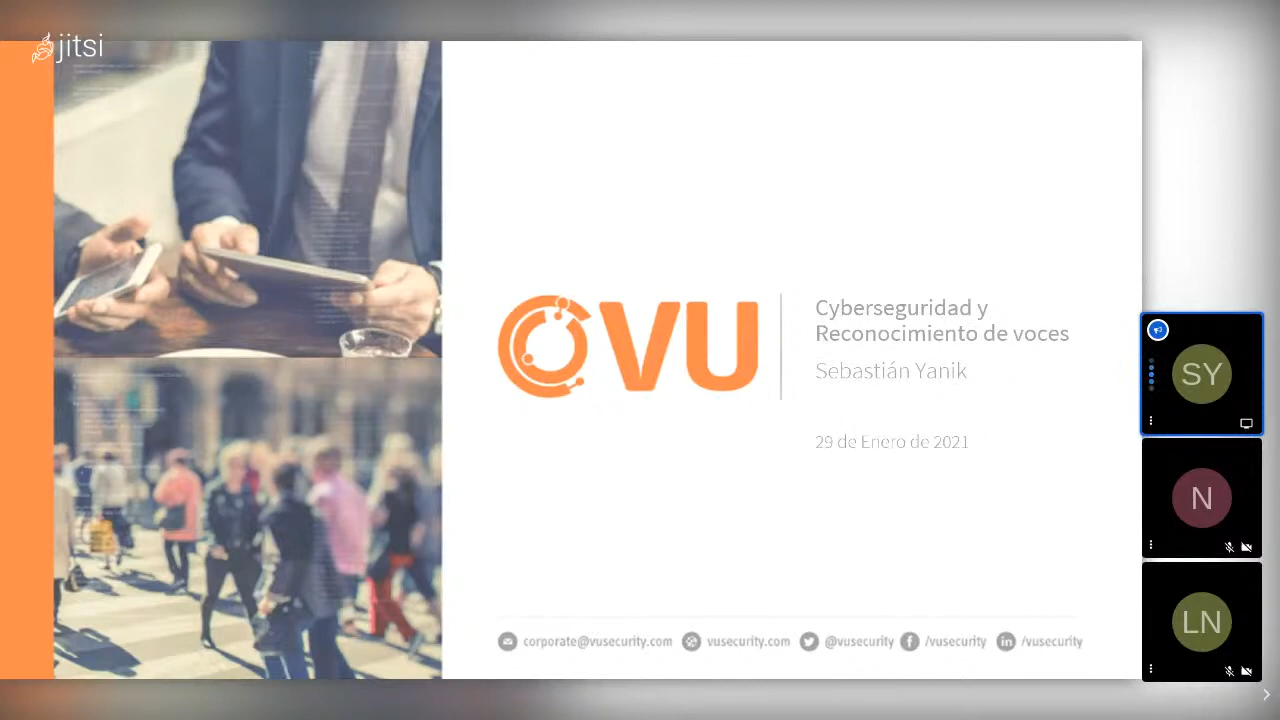 jitsi
VU
Cyberseguridad y
Reconocimiento de voces
Sebastián Yanik
29 de Enero de 2021
corporate@vusecurity.com vusecurity.com @vusecurity /vusecurity /vusecurity
SY
N
LN